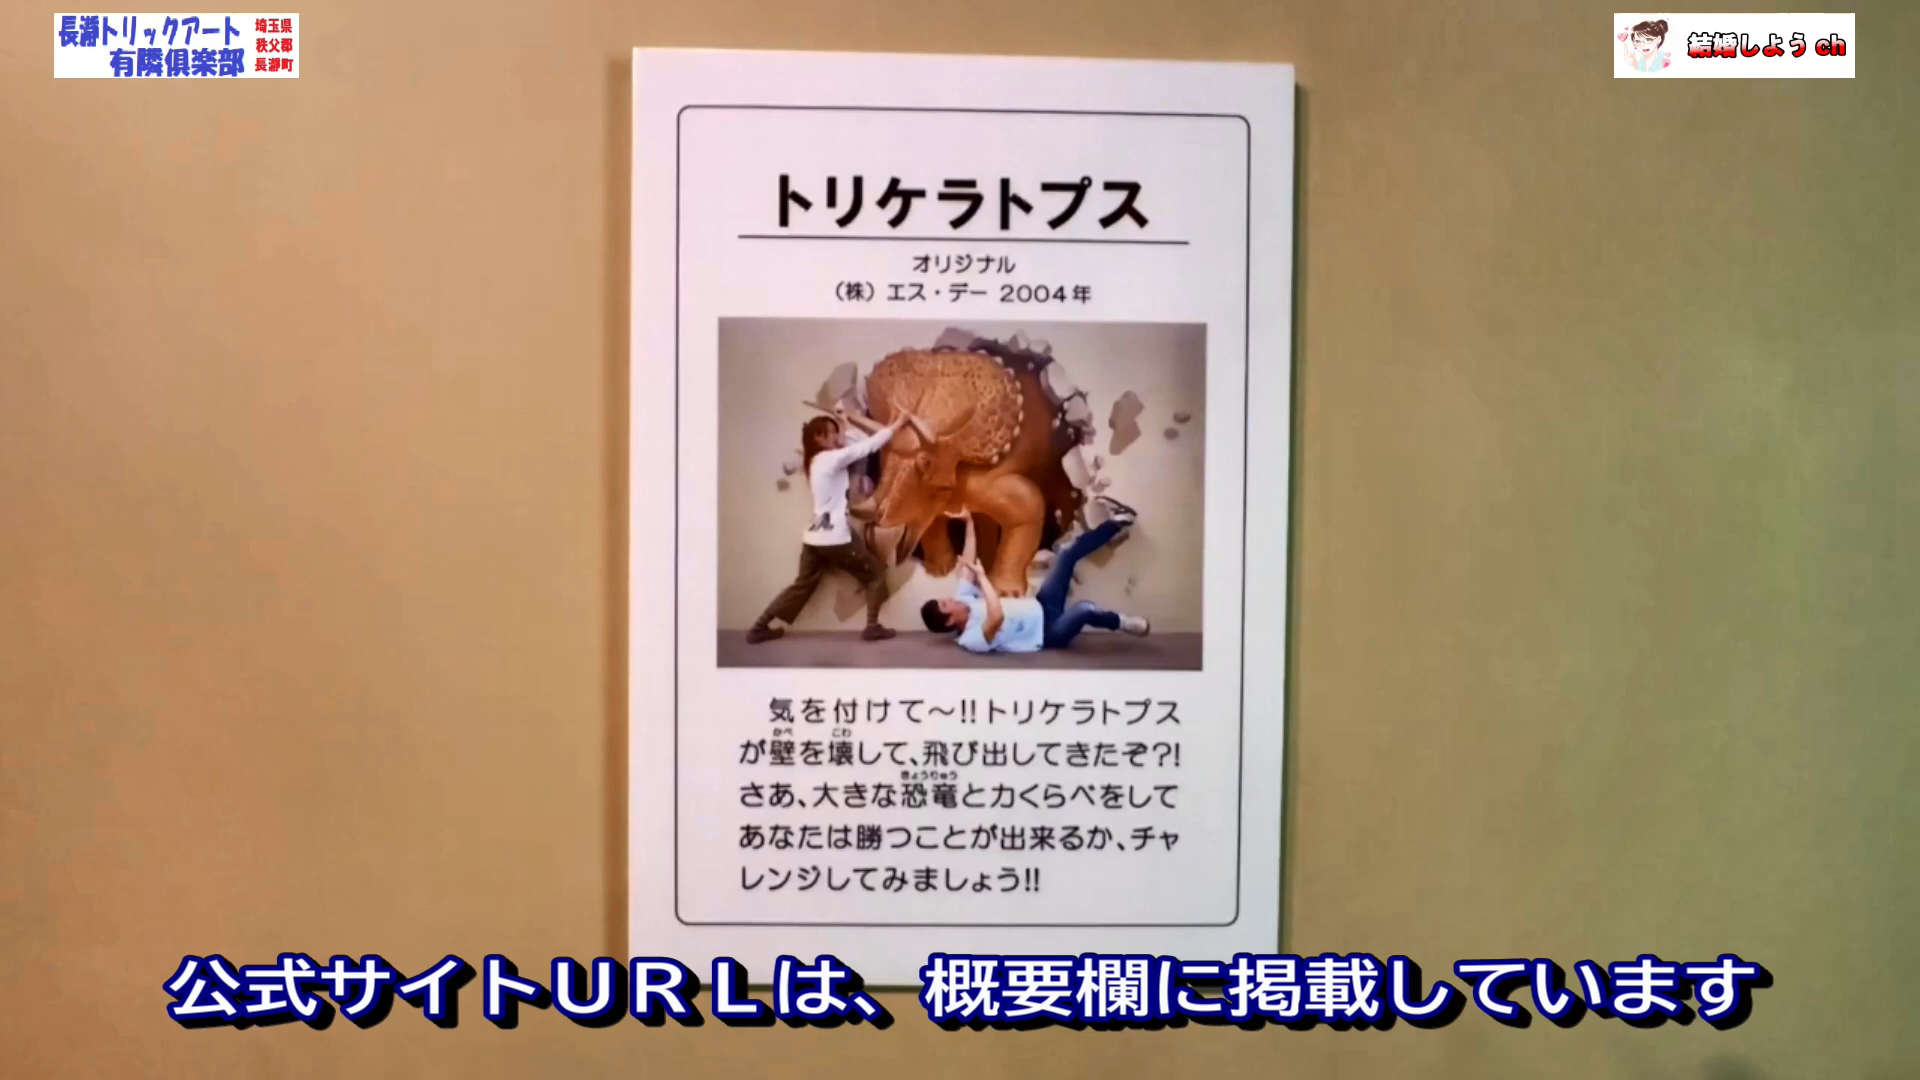 長瀞トリックアート
有隣倶楽部
埼玉県
秩父郡
長瀞町
結婚しよう ch
トリケラトプス
オリジナル
(株) エス・デー 2004年
気を付けて〜!!トリケラトプス
かべ こわ
が壁を壊して、飛び出してきたぞ?!
きょうりゅう
さあ、大きな恐竜と力くらべをして
あなたは勝つことが出来るか、チャ
レンジしてみましょう!!
公式サイトURLは、概要欄に掲載しています